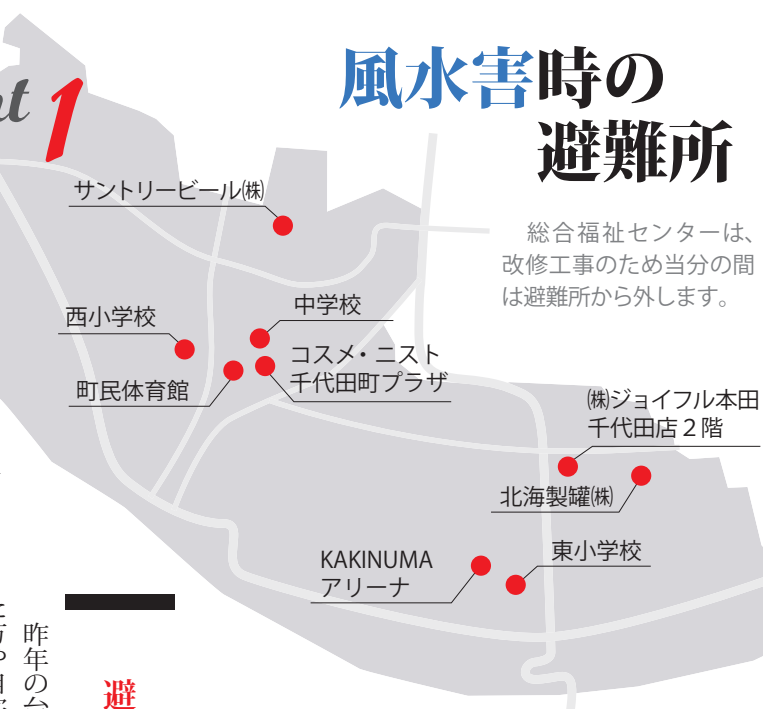 1
風水害時の
避難所
総合福祉センターは、
改修工事のため当分の間
は避難所から外します。
サントリービール㈱
西小学校
中学校
町民体育館
コスメ・ニスト
千代田町プラザ
㈱ジョイフル本田
千代田店２階
北海製罐㈱
KAKINUMA
アリーナ
東小学校
避
昨年の台